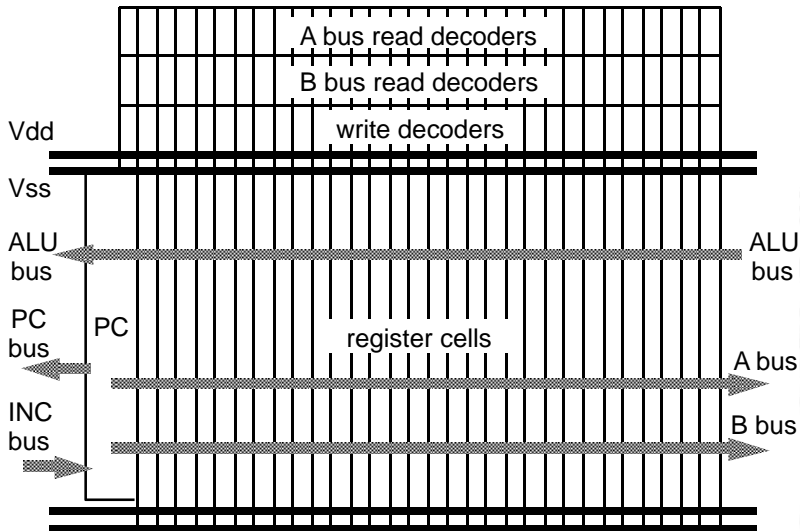 A bus read decoders
B bus read decoders
write decoders
Vdd
Vss
ALU
bus
ALU
bus
PC
bus
PC
register cells
A bus
INC
bus
B bus